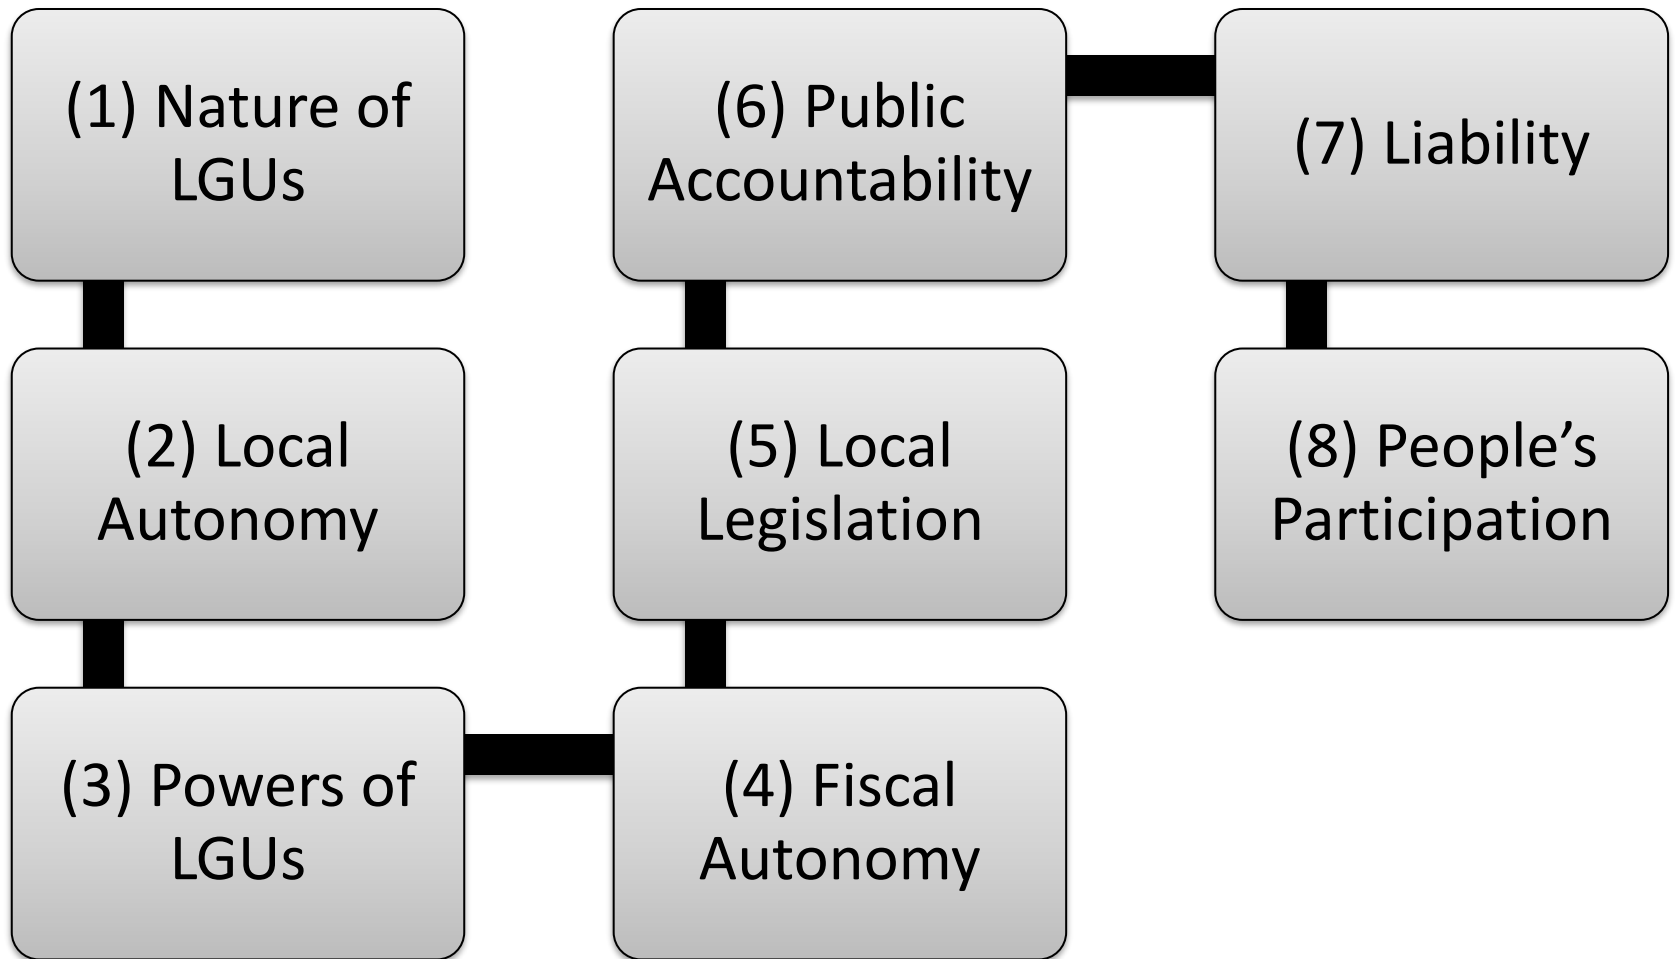 (1) Nature of
LGUs
(2) Local
Autonomy
(3) Powers of
LGUs
(4) Fiscal
Autonomy
(5) Local
Legislation
(6) Public
Accountability
(7) Liability
(8) People’s
Participation